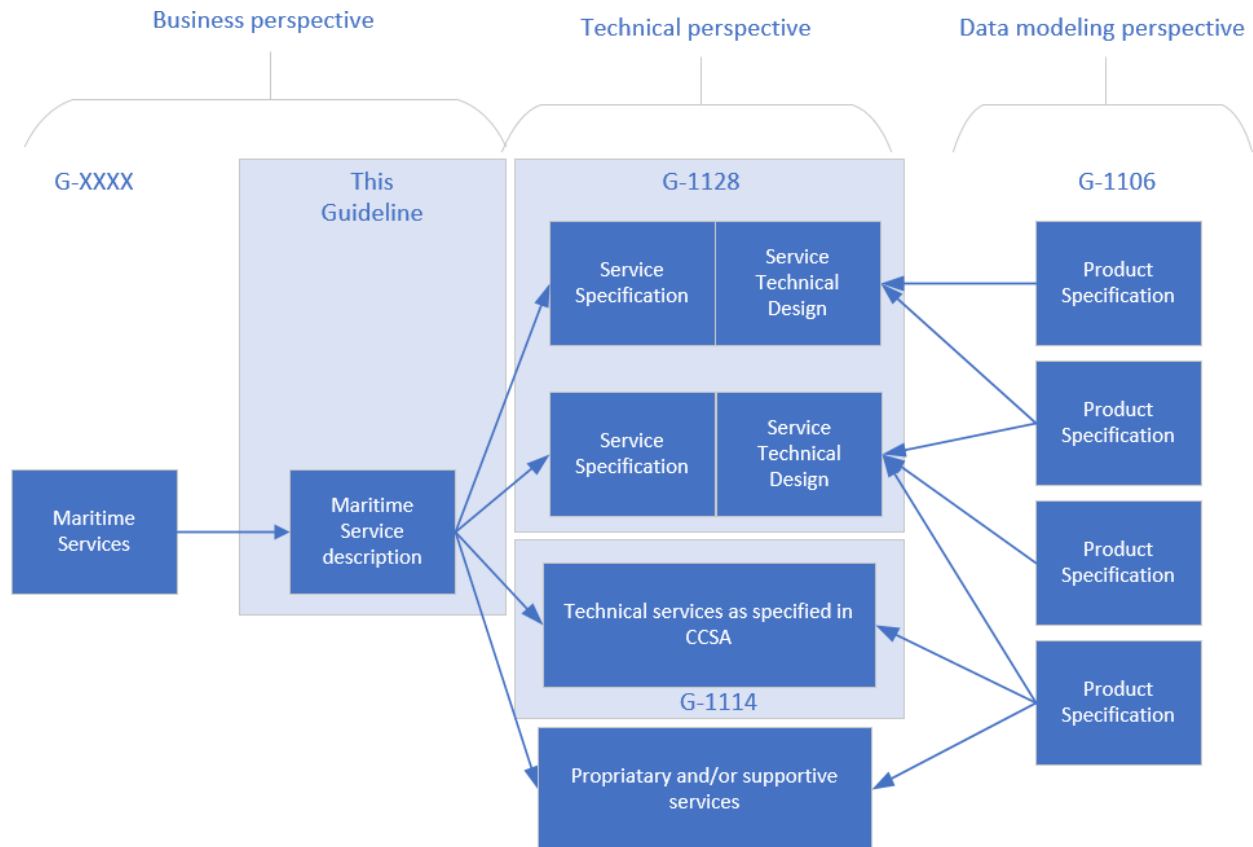 Business perspective
Technical perspective
Data modeling perspective
G-XXXX
This
Guideline
G-1128
G-1106
Service
Specification
Service
Technical
Design
Product
Specification
Service
Specification
Service
Technical
Design
Product
Specification
Maritime
Services
Maritime
Service
description
Product
Specification
Technical services as specified in
CCSA
G-1114
Product
Specification
Propriatary and/or supportive
services